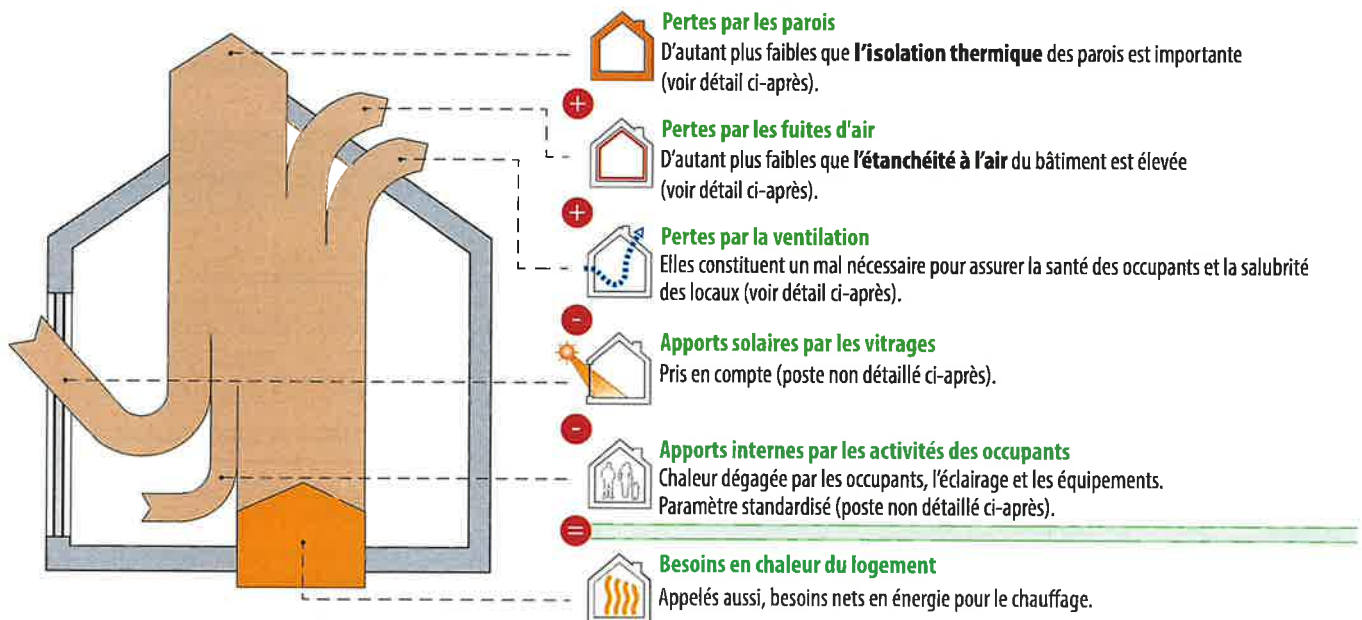 Pertes par les parois
D'autant plus faibles que l'isolation thermique des parois est importante
(voir détail ci-après).
+
Pertes par les fuites d'air
D'autant plus faibles que l'étanchéité à l'air du bâtiment est élevée
(voir détail ci-après).
+
Pertes par la ventilation
Elles constituent un mal nécessaire pour assurer la santé des occupants et la salubrité
des locaux (voir détail ci-après).
-
Apports solaires par les vitrages
Pris en compte (poste non détaillé ci-après).
-
Apports internes par les activités des occupants
Chaleur dégagée par les occupants, l'éclairage et les équipements.
Paramètre standardisé (poste non détaillé ci-après).
=
Besoins en chaleur du logement
Appelés aussi, besoins nets en énergie pour le chauffage.